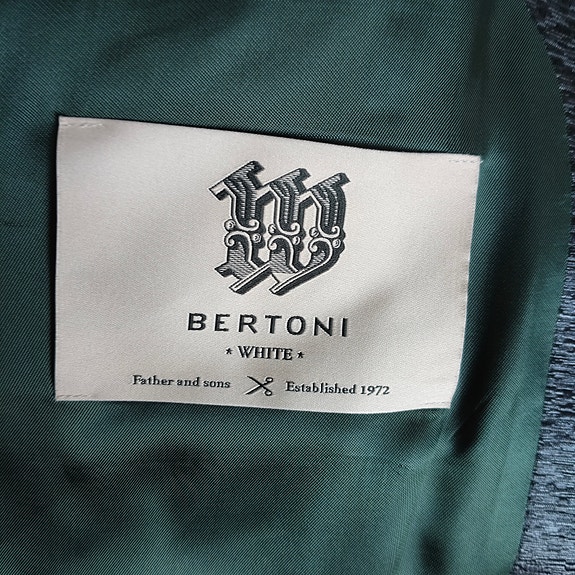 W
BERTONI
* WHITE *
Father and sons Established 1972